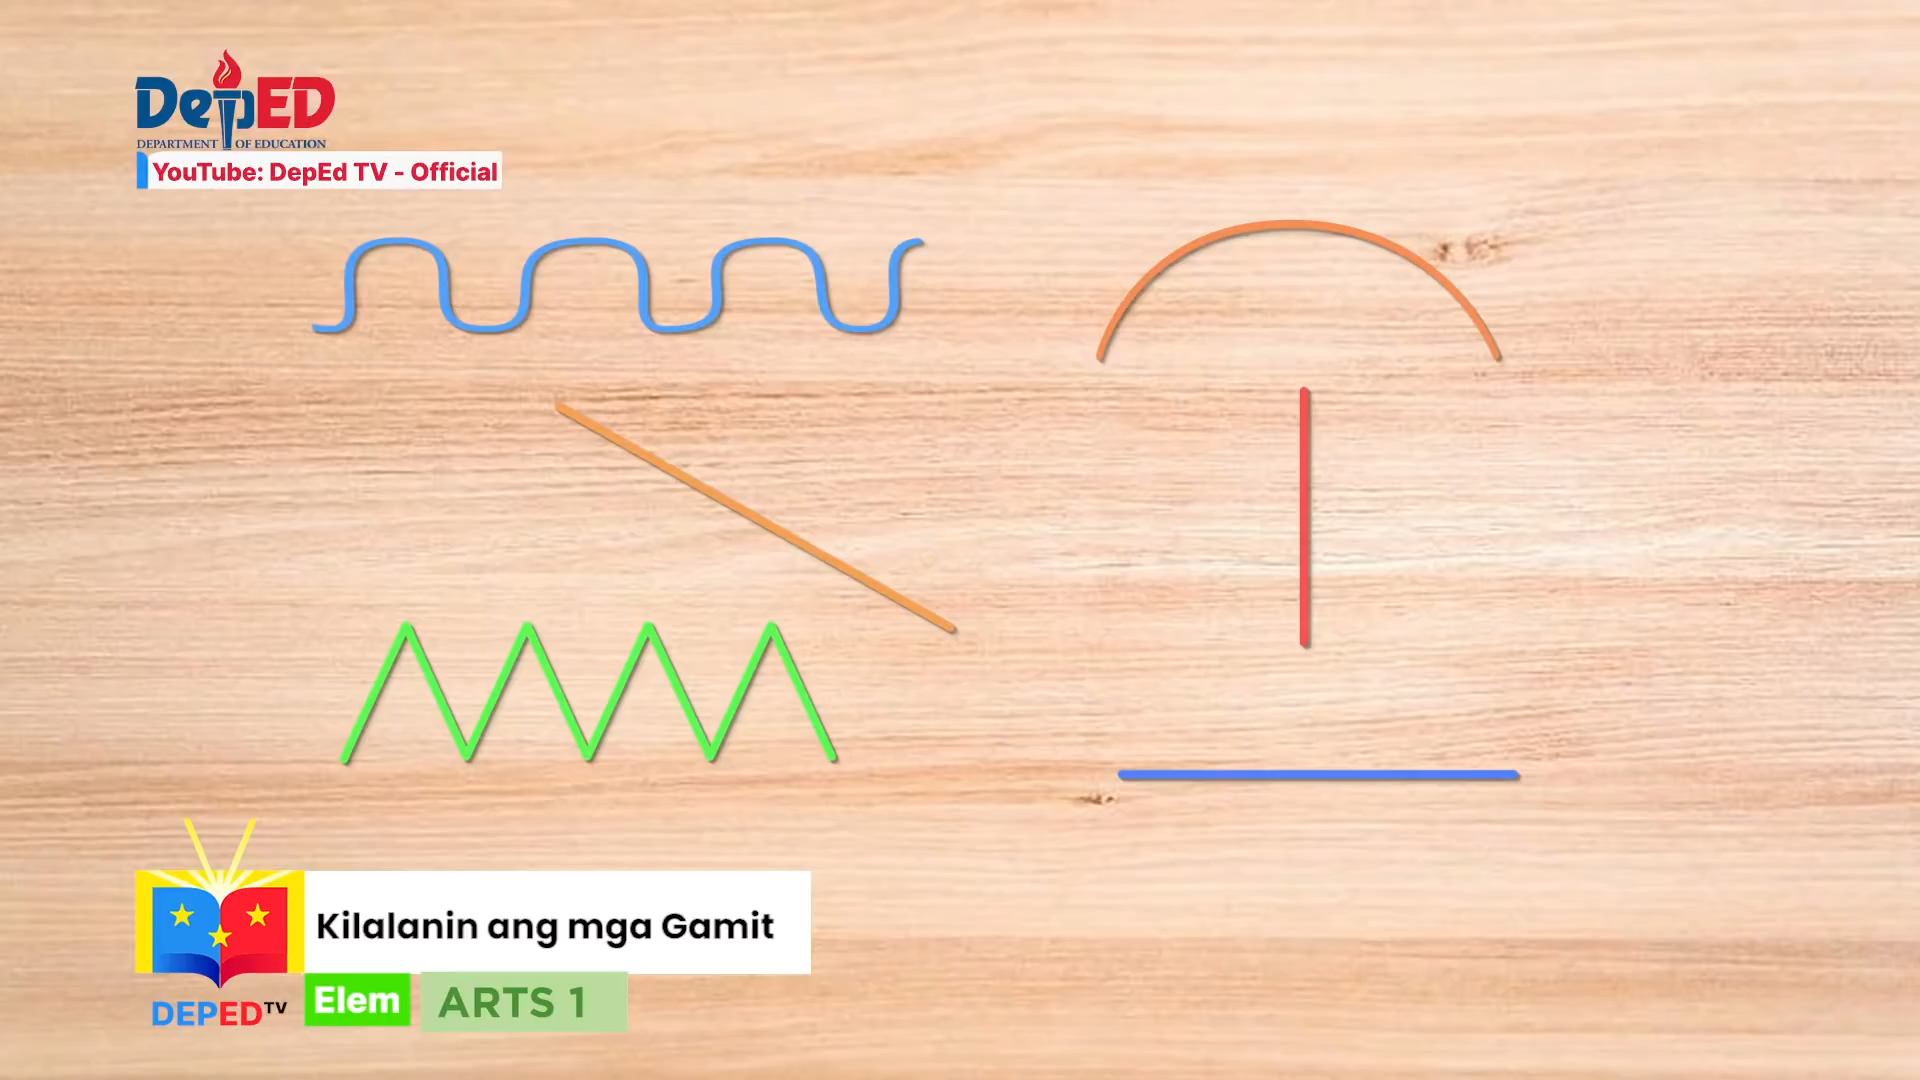 DepED
DEPARTMENT OF EDUCATION
YouTube: DepEd TV - Official
Kilalanin ang mga Gamit
DEPED TV
Elem
ARTS 1